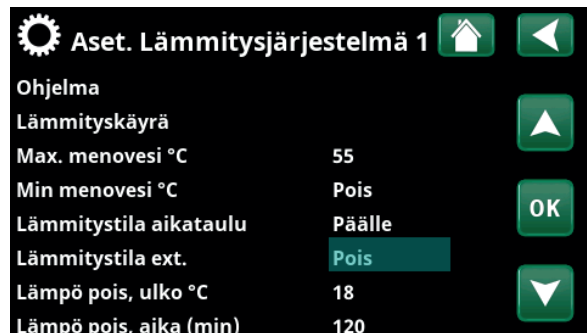 Aset. Lämmitysjärjestelmä 1
Ohjelma
Lämmityskäyrä
Max. menovesi °C 55
Min menovesi °C Pois
Lämmitystila aikataulu Päälle
OK
Lämmitystila ext. Pois
Lämpö pois, ulko °C 18
Lämpö pois, aika (min) 120